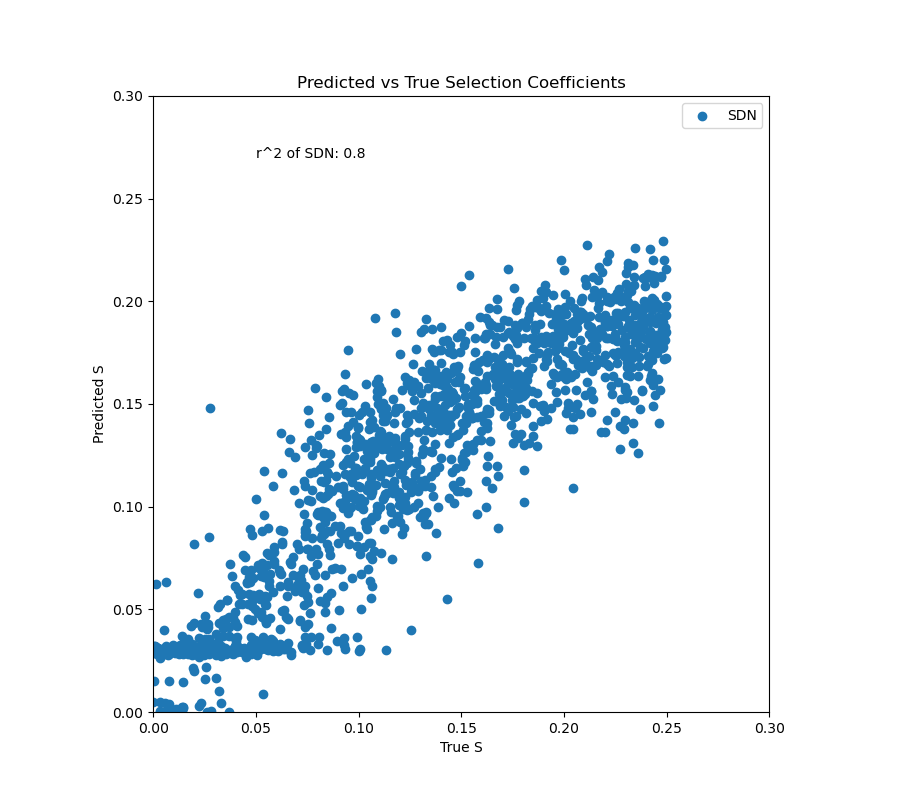 Predicted vs True Selection Coefficients
0.30
SDN
r^2 of SDN: 0.8
0.25
0.20
Predicted S
0.15
0.10
0.05
0.00
0.00 0.05 0.10 0.15 0.20 0.25 0.30
True S